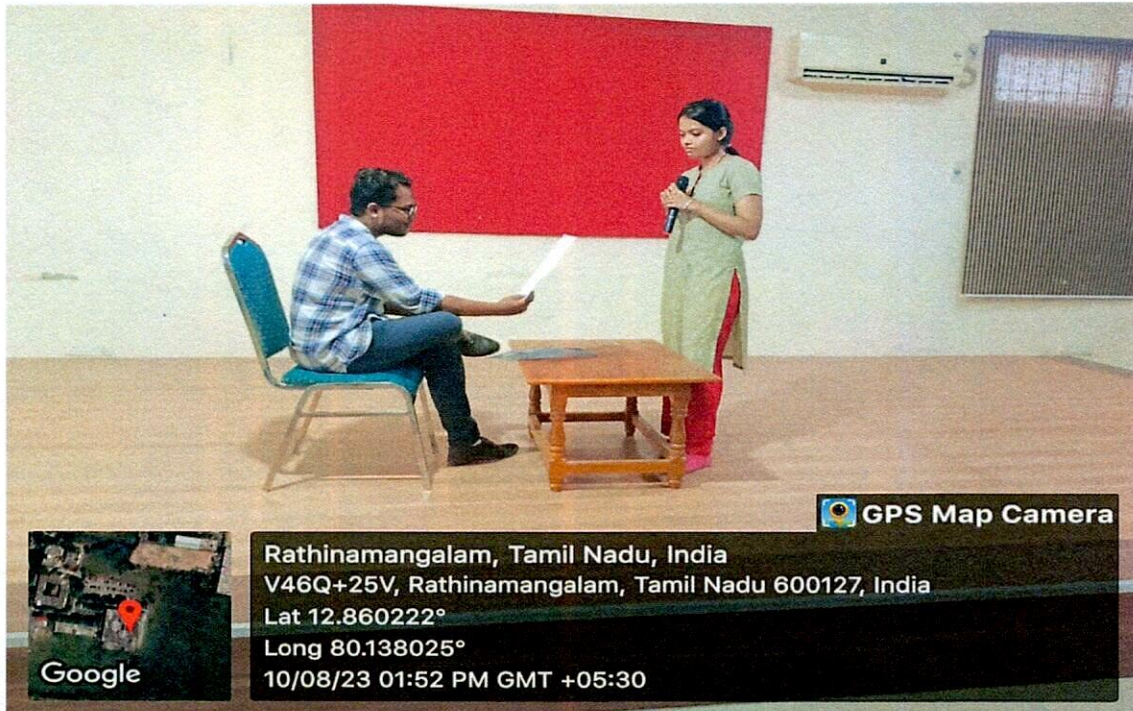 GPS Map Camera
Rathinamangalam, Tamil Nadu, India
V46Q+25V, Rathinamangalam, Tamil Nadu 600127, India
Lat 12.860222°
Long 80.138025°
10/08/23 01:52 PM GMT +05:30
Google